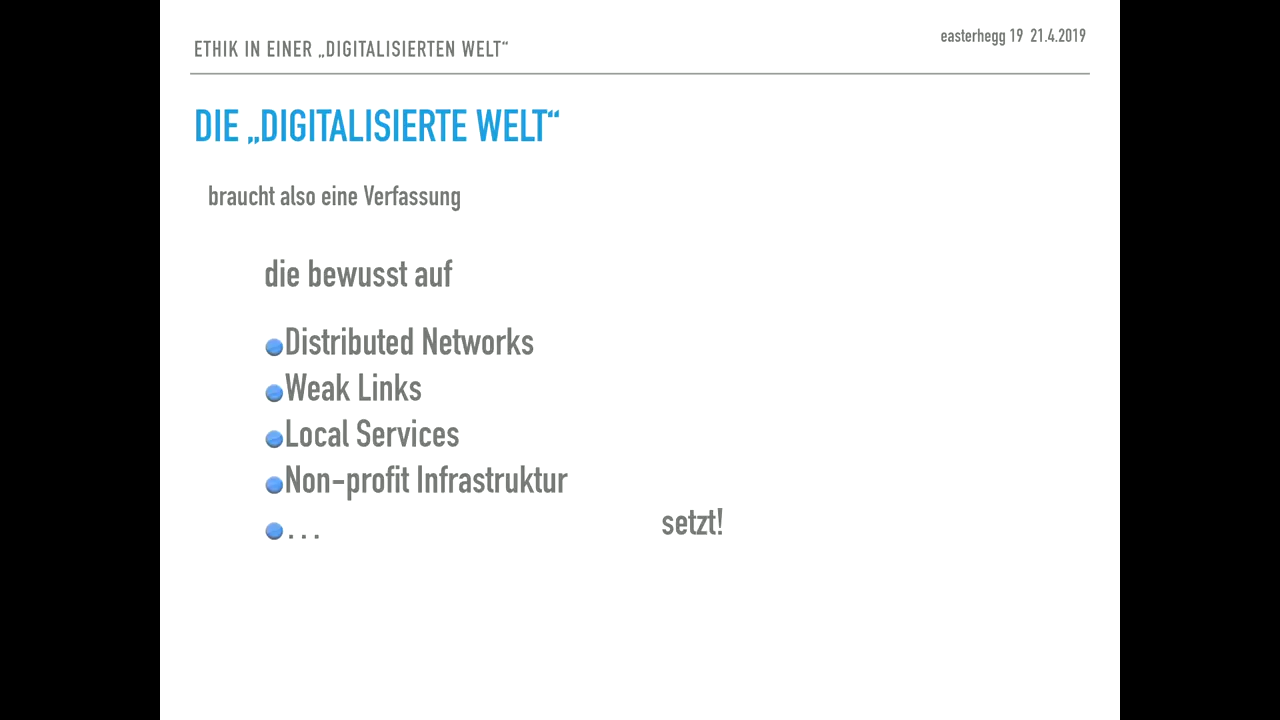 ETHIK IN EINER „DIGITALISIERTEN WELT“
easterhegg 19 21.4.2019
DIE „DIGITALISIERTE WELT“
braucht also eine Verfassung
die bewusst auf
Distributed Networks
Weak Links
Local Services
Non-profit Infrastruktur
...
setzt!